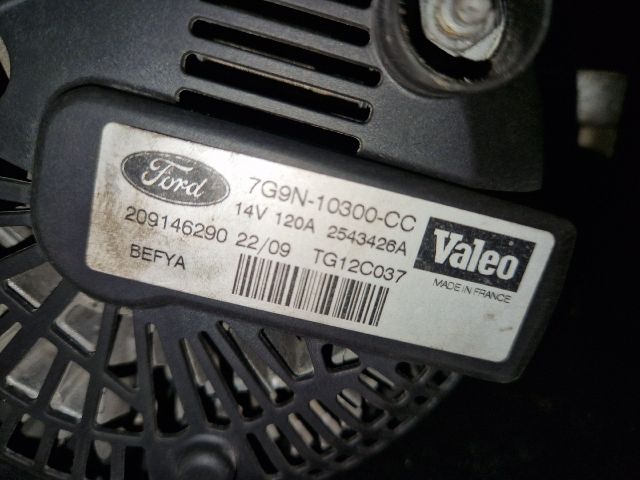 Ford
7G9N-10300-CC
14V 120A 2543426A
209146290 22/09 TG12C037
BEFYA
Valeo
MADE IN FRANCE